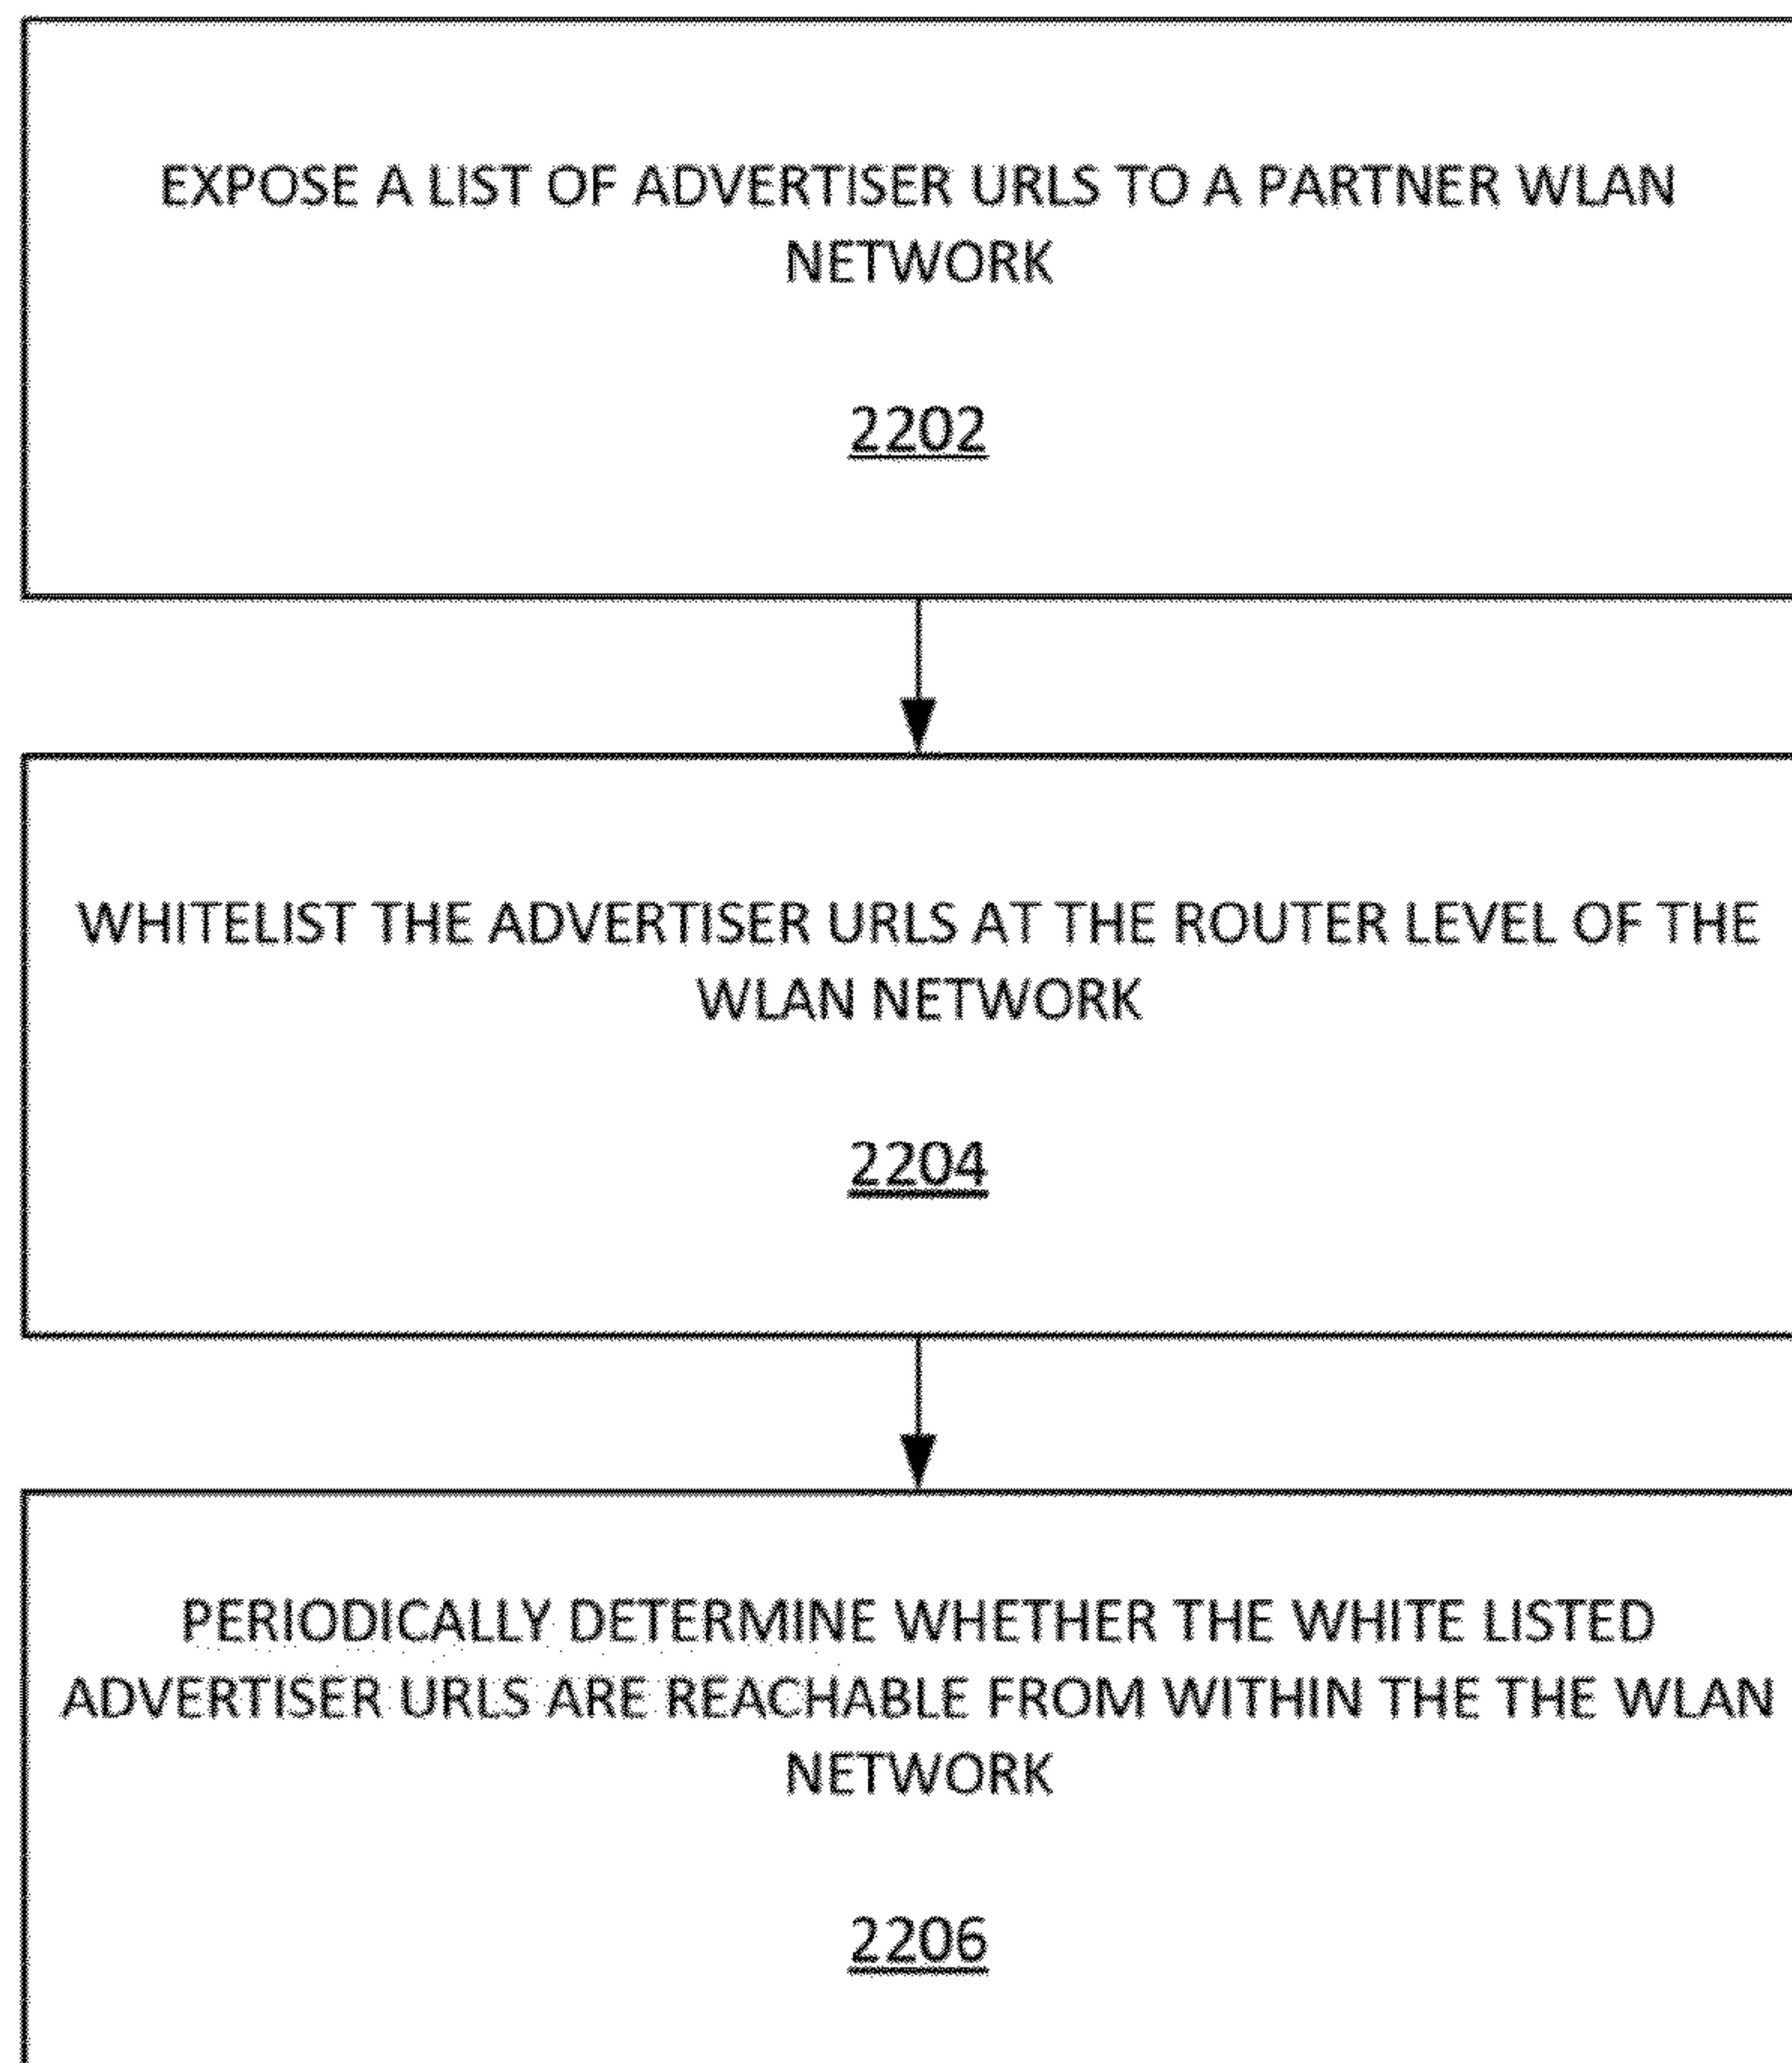 EXPOSE A LIST OF ADVERTISER URLS TO A PARTNER WLAN
NETWORK
2202
WHITELIST THE ADVERTISER URLS AT THE ROUTER LEVEL OF THE
WLAN NETWORK
2204
PERIODICALLY DETERMINE WHETHER THE WHITE LISTED
ADVERTISER URLS ARE REACHABLE FROM WITHIN THE THE WLAN
NETWORK
2206